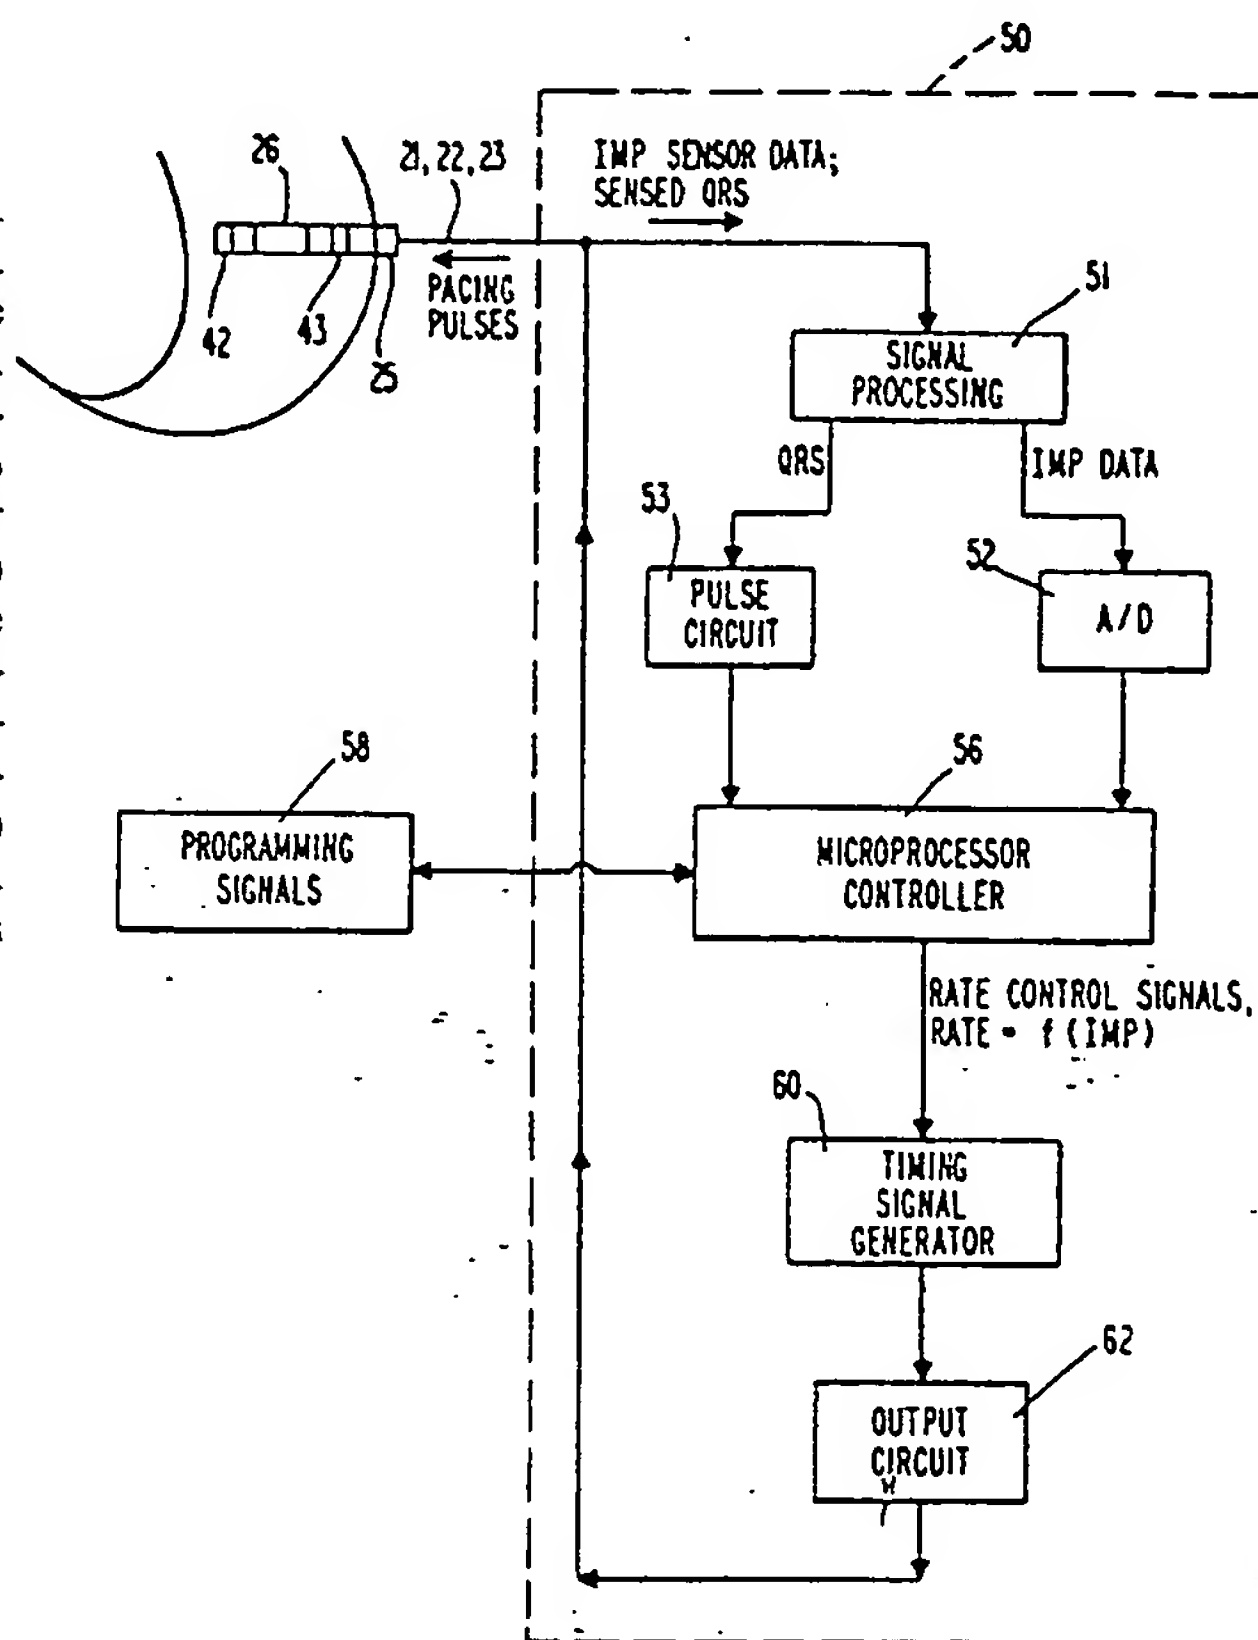 50
26
21, 22, 23
IMP SENSOR DATA;
SENSED QRS
42
43
25
PACING
PULSES
51
SIGNAL
PROCESSING
QRS
IMP DATA
53
PULSE
CIRCUIT
52
A/D
58
PROGRAMMING
SIGNALS
56
MICROPROCESSOR
CONTROLLER
RATE CONTROL SIGNALS,
RATE = f (IMP)
60
TIMING
SIGNAL
GENERATOR
62
OUTPUT
CIRCUIT